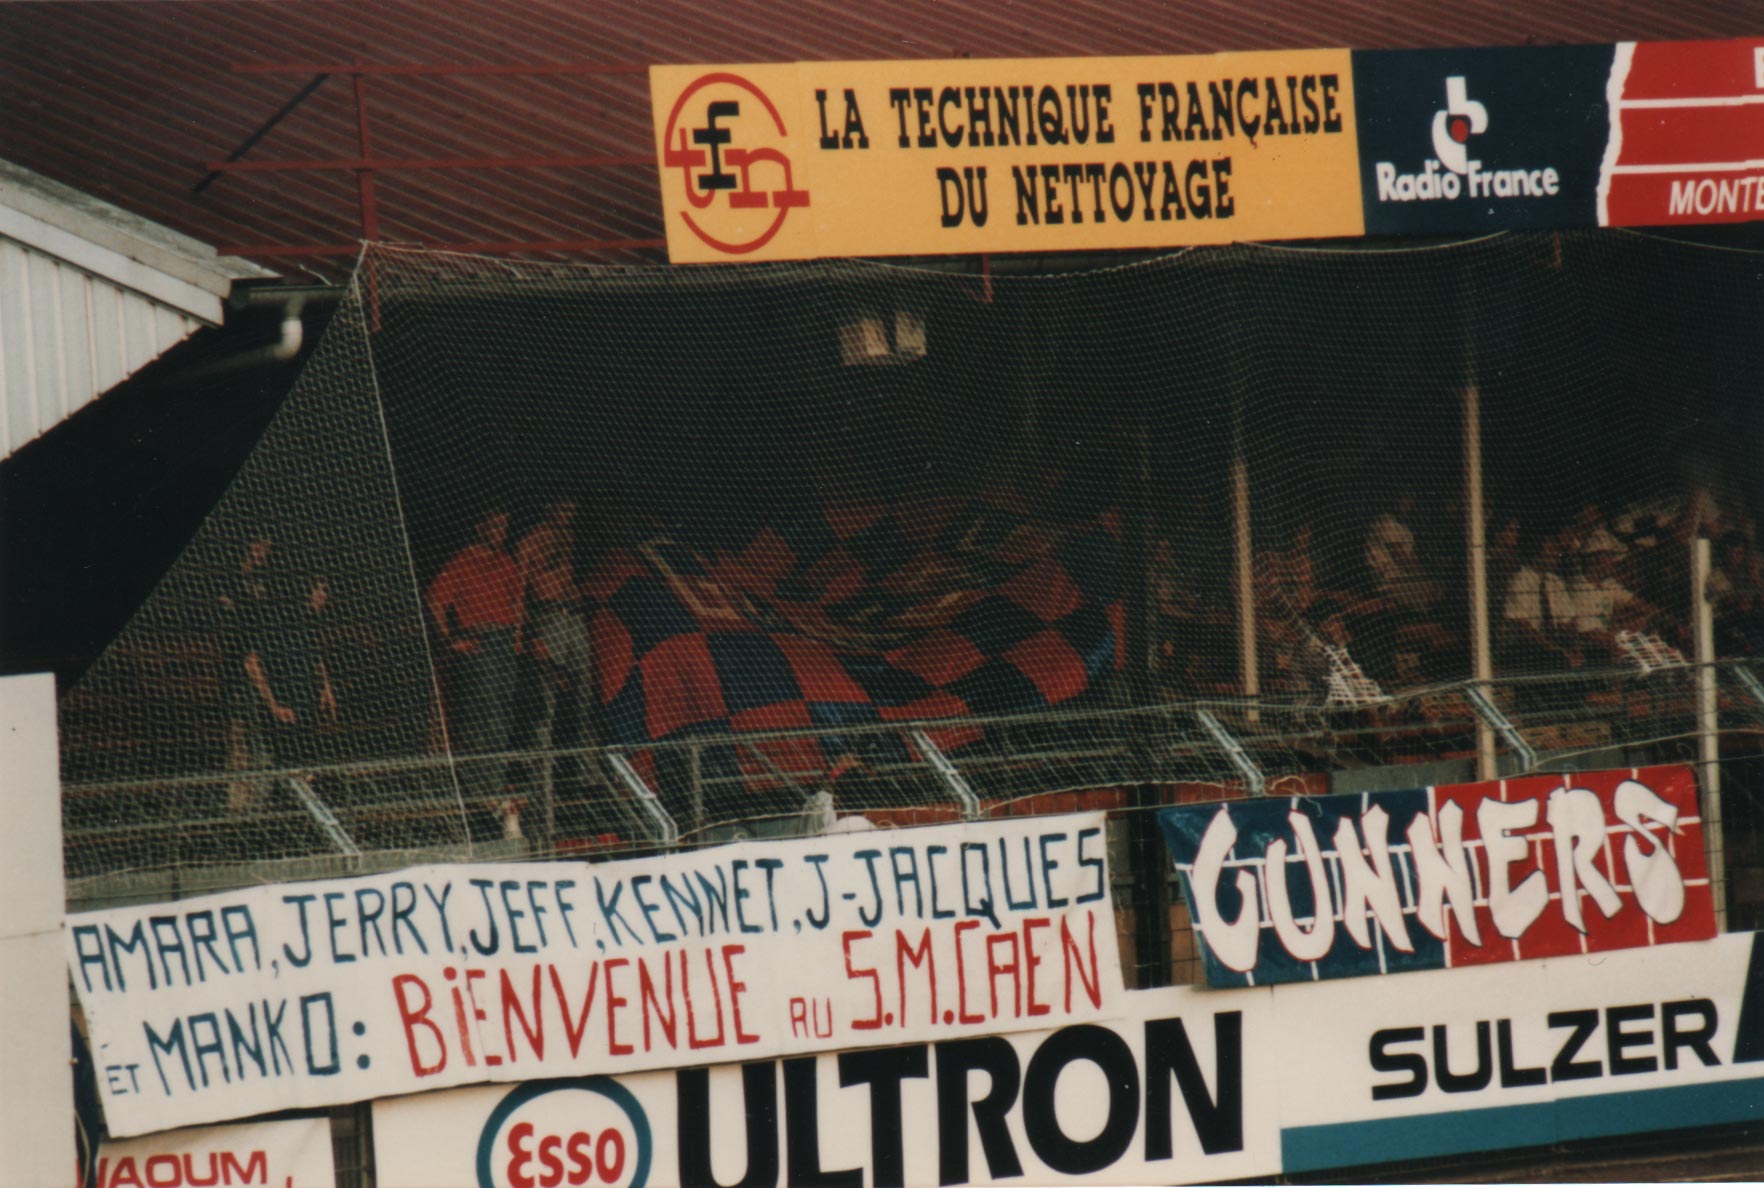 tfn
LA TECHNIQUE FRANÇAISE
DU NETTOYAGE
Radio France
MONTE
AMARA, JERRY, JEFF, KENNET, J-JACQUES
ET MANKO: BiENVENUE AU S.M.CAEN
GUNNERS
Esso ULTRON
SULZER